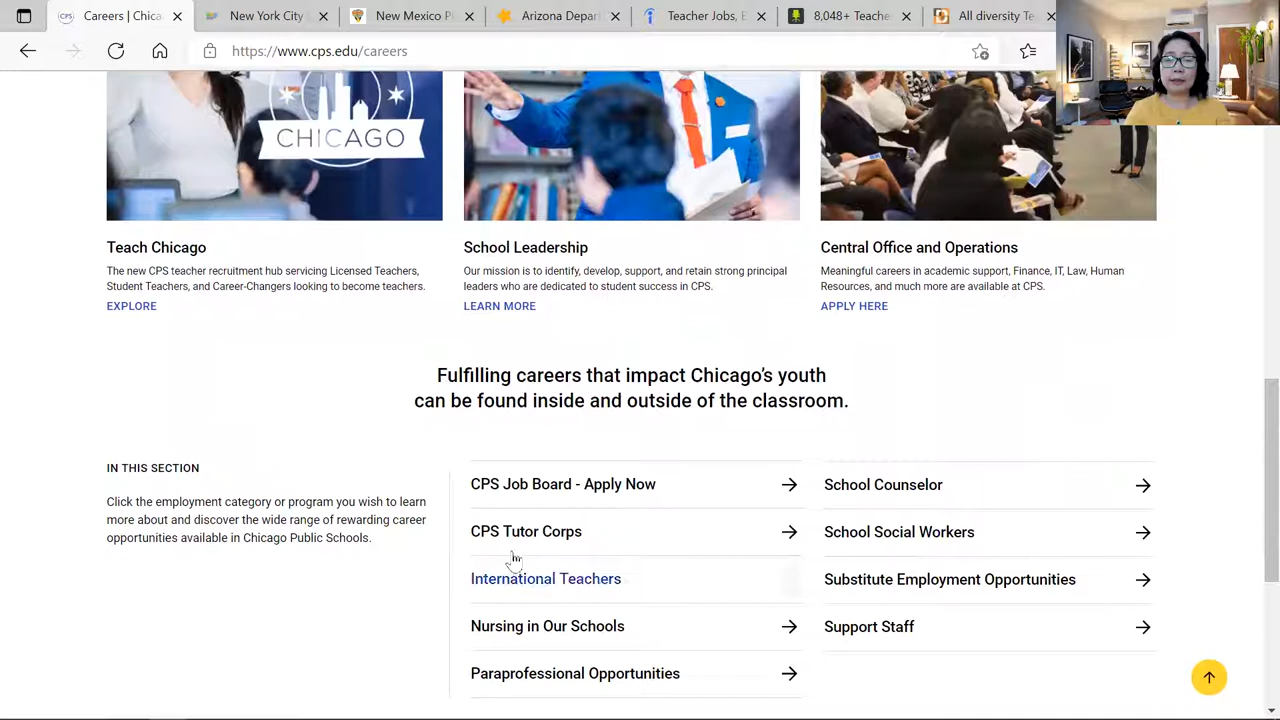 Careers | Chica
New York City
New Mexico P
Arizona Depar
Teacher Jobs, E
8,048+ Teache
All diversity Te
https://www.cps.edu/careers
CHICAGO
Teach Chicago
The new CPS teacher recruitment hub servicing Licensed Teachers,
Student Teachers, and Career-Changers looking to become teachers.
EXPLORE
School Leadership
Our mission is to identify, develop, support, and retain strong principal
leaders who are dedicated to student success in CPS.
LEARN MORE
Central Office and Operations
Meaningful careers in academic support, Finance, IT, Law, Human
Resources, and much more are available at CPS.
APPLY HERE
Fulfilling careers that impact Chicago’s youth
can be found inside and outside of the classroom.
IN THIS SECTION
Click the employment category or program you wish to learn
more about and discover the wide range of rewarding career
opportunities available in Chicago Public Schools.
CPS Job Board - Apply Now
CPS Tutor Corps
International Teachers
Nursing in Our Schools
Paraprofessional Opportunities
School Counselor
School Social Workers
Substitute Employment Opportunities
Support Staff